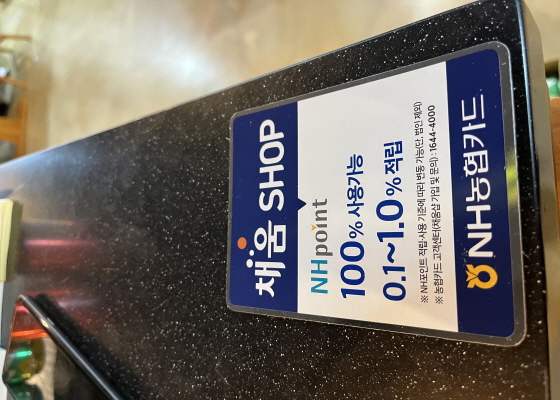 채움 SHOP
NHpoint
100% 사용가능
0.1~1.0% 적립
※ NH포인트 적립/사용 기준에 따라 변동 가능(단, 법인 제외)
※ 농협카드 고객센터(채움샵 가입 및 문의) : 1644-4000
NH농협카드